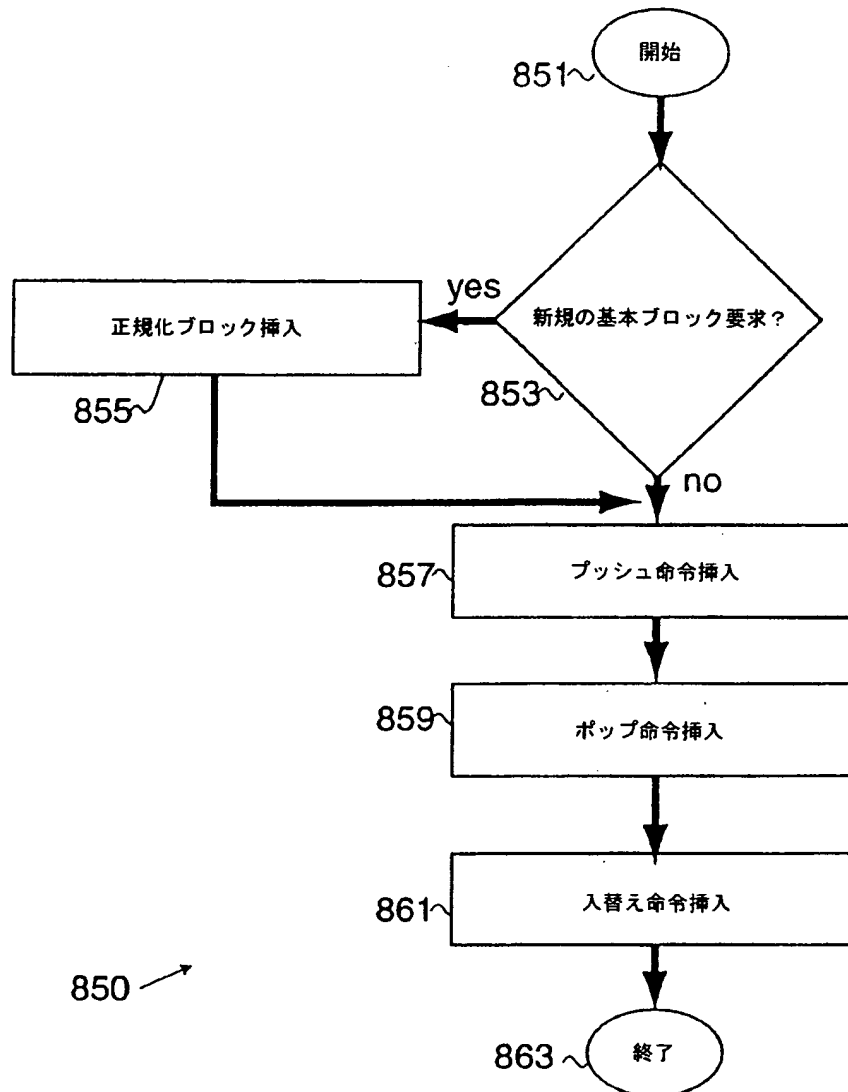 開始
851
新規の基本ブロック要求?
yes
正規化ブロック挿入
853
855
no
プッシュ命令挿入
857
ポップ命令挿入
859
入替え命令挿入
861
850
終了
863